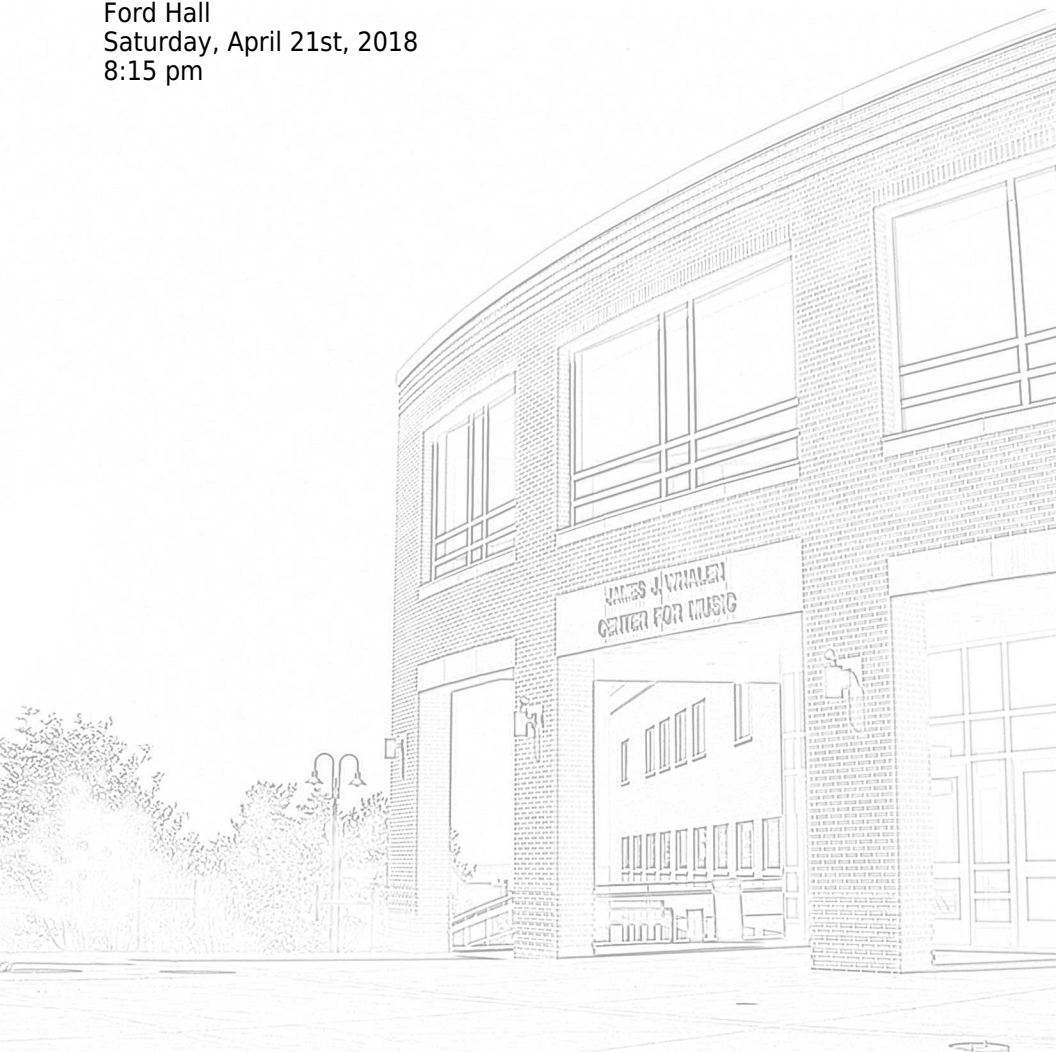 Ford Hall
Saturday, April 21st, 2018
8:15 pm
JAMES J. WHALEN
CENTER FOR MUSIC